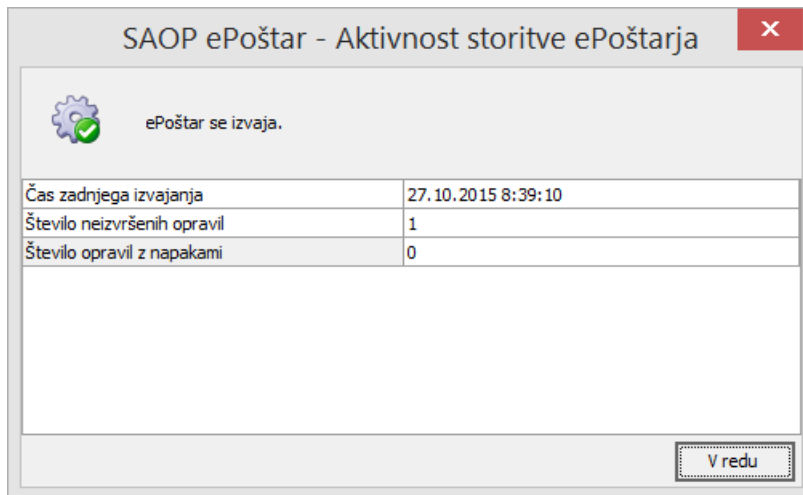 SAOP ePoštar - Aktivnost storitve ePoštarja
ePoštar se izvaja.
Čas zadnjega izvajanja 27.10.2015 8:39:10
Število neizvršenih opravil 1
Število opravil z napakami 0
V redu